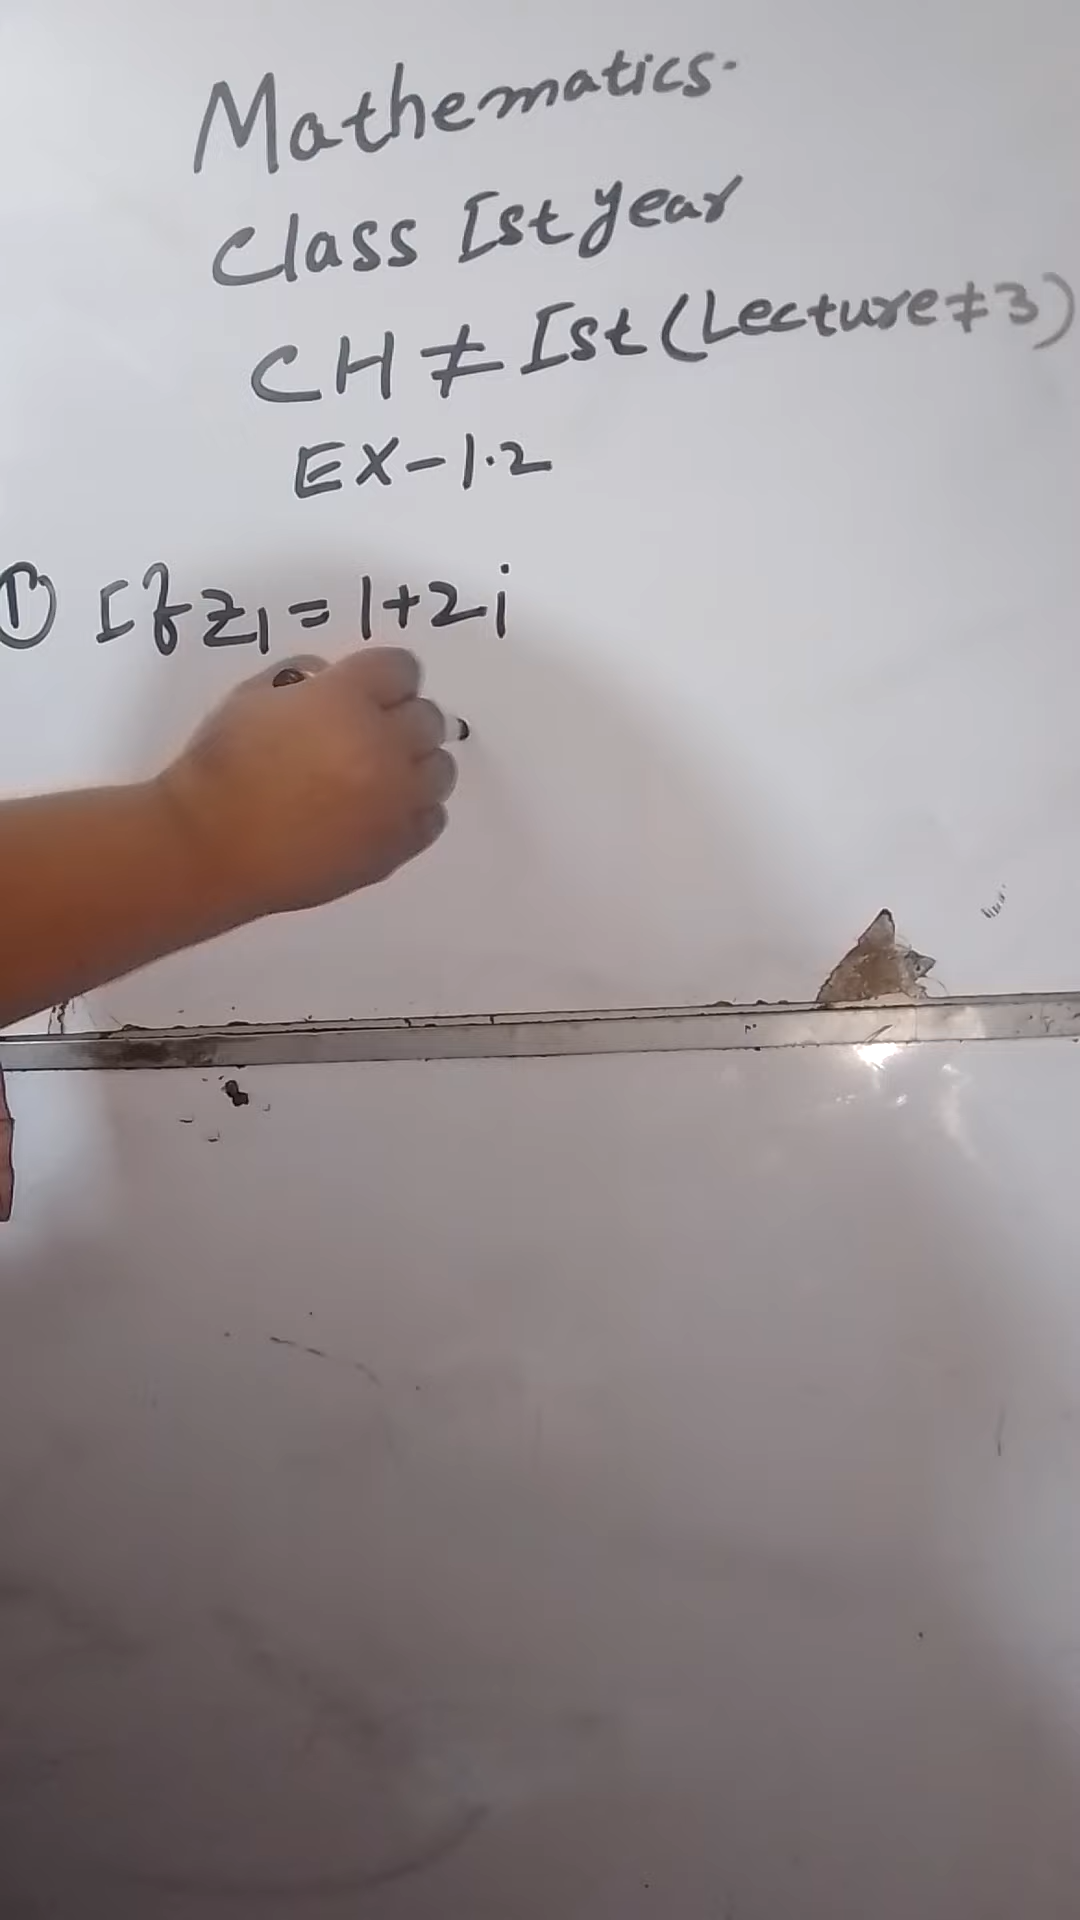 Mathematics.
Class Ist year
CH ≠ Ist (Lecture ≠ 3)
EX-1.2
① If z₁ = 1+2i